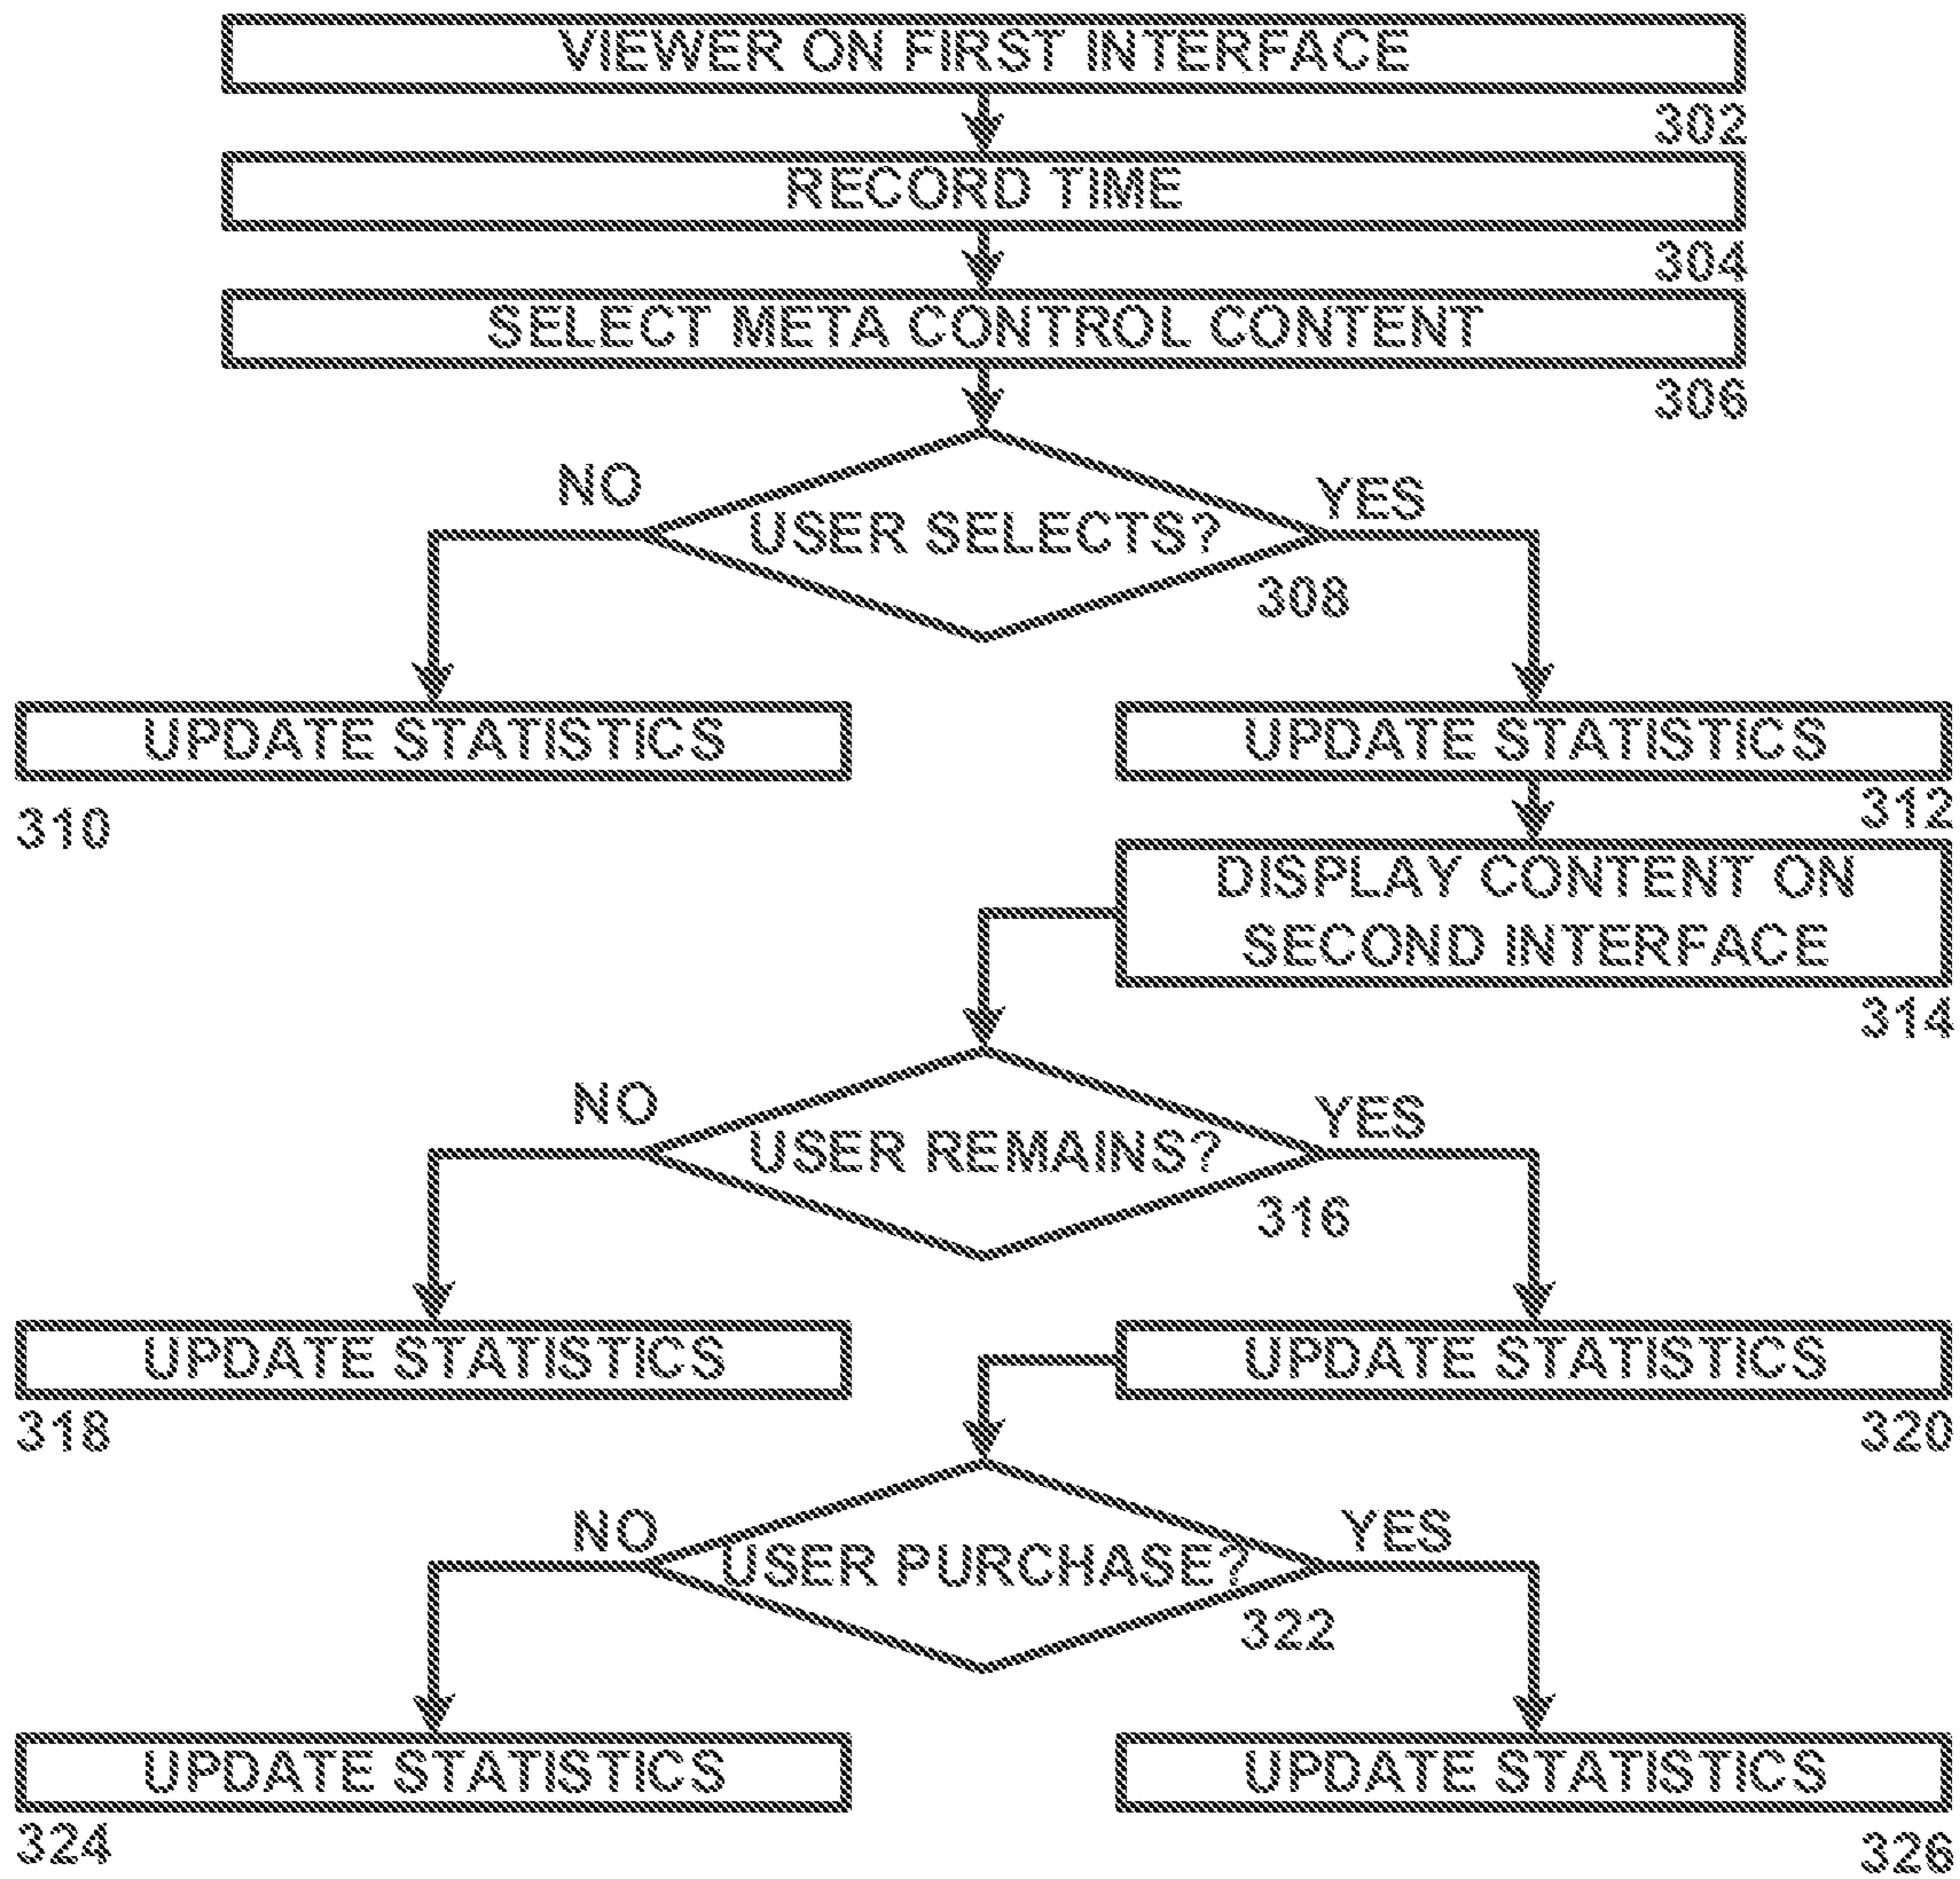 VIEWER ON FIRST INTERFACE
302
RECORD TIME
304
SELECT META CONTROL CONTENT
306
NO
YES
USER SELECTS?
308
UPDATE STATISTICS
UPDATE STATISTICS
310
312
DISPLAY CONTENT ON
SECOND INTERFACE
314
NO
YES
USER REMAINS?
316
UPDATE STATISTICS
UPDATE STATISTICS
318
320
NO
YES
USER PURCHASE?
322
UPDATE STATISTICS
UPDATE STATISTICS
324
326